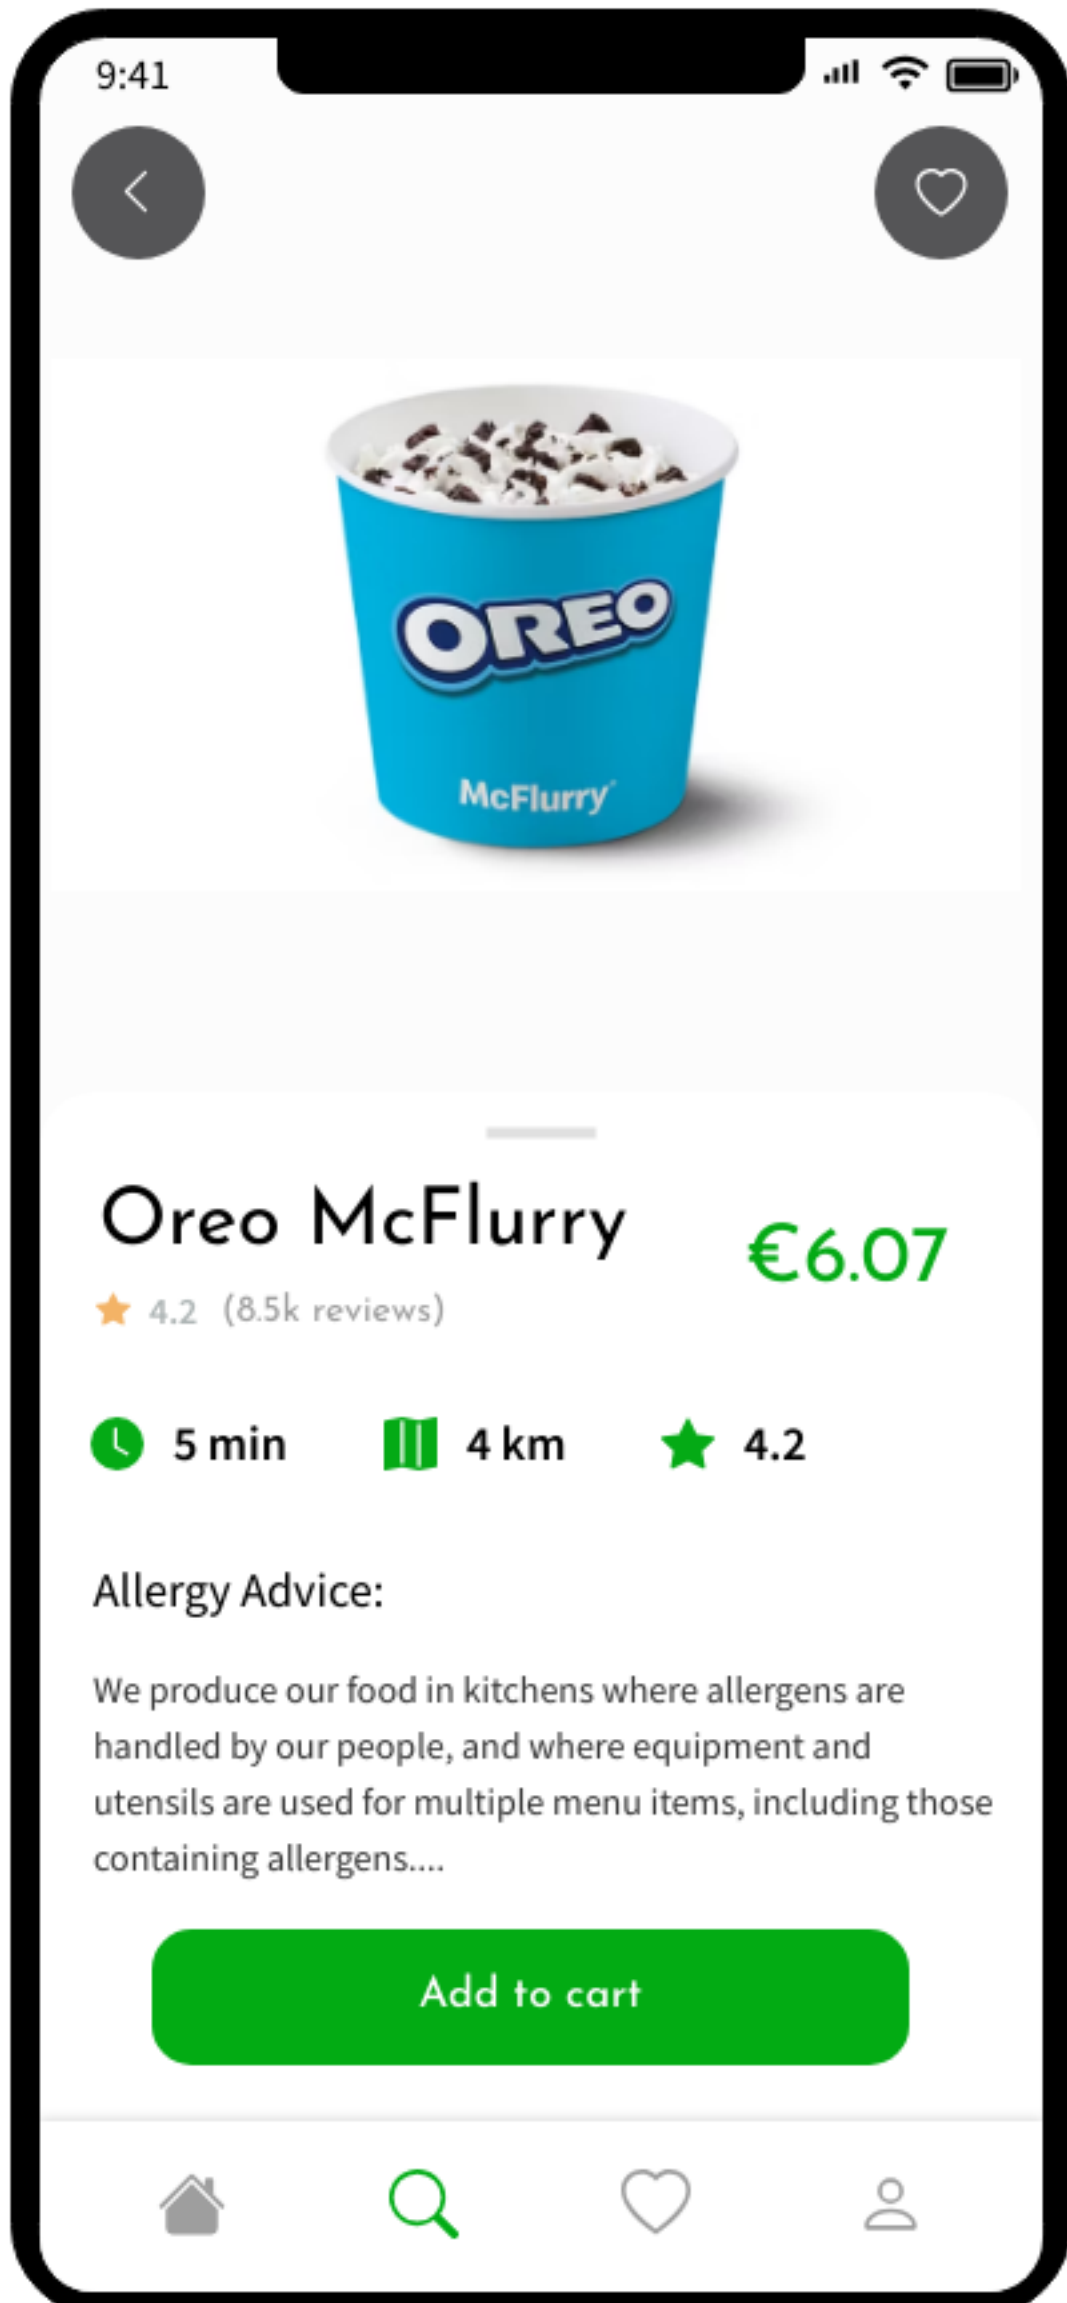 9:41
OREO
McFlurry
Oreo McFlurry
€6.07
4.2 (8.5k reviews)
5 min 4 km 4.2
Allergy Advice:
We produce our food in kitchens where allergens are
handled by our people, and where equipment and
utensils are used for multiple menu items, including those
containing allergens....
Add to cart